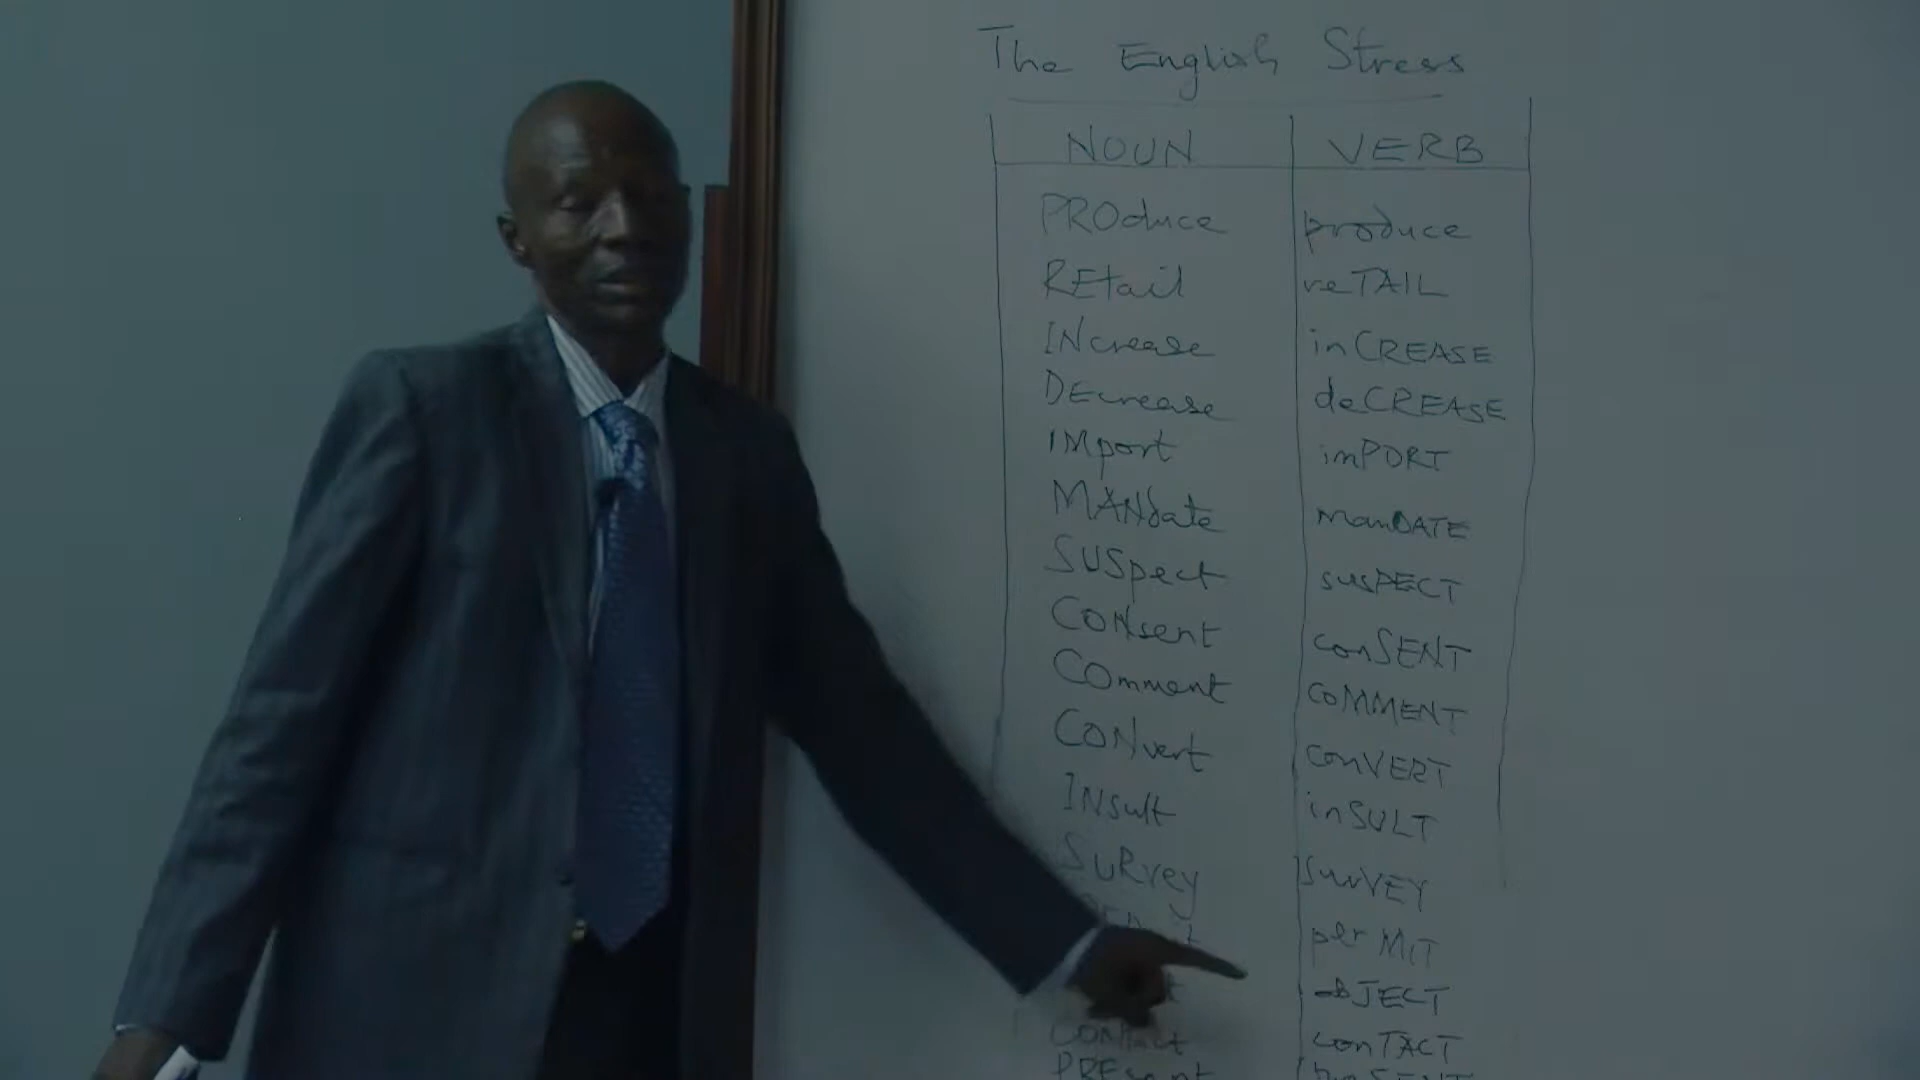 The English Stress
NOUN VERB
PROduce produce
REtail reTAIL
INcrease inCREASE
DEcrease deCREASE
IMport imPORT
MANdate manDATE
SUSpect susPECT
CONsent conSENT
COmment coMMENT
CONvert conVERT
INsult inSULT
SuRvey surVEY
perMIT
obJECT
CONtact conTACT
PRESent